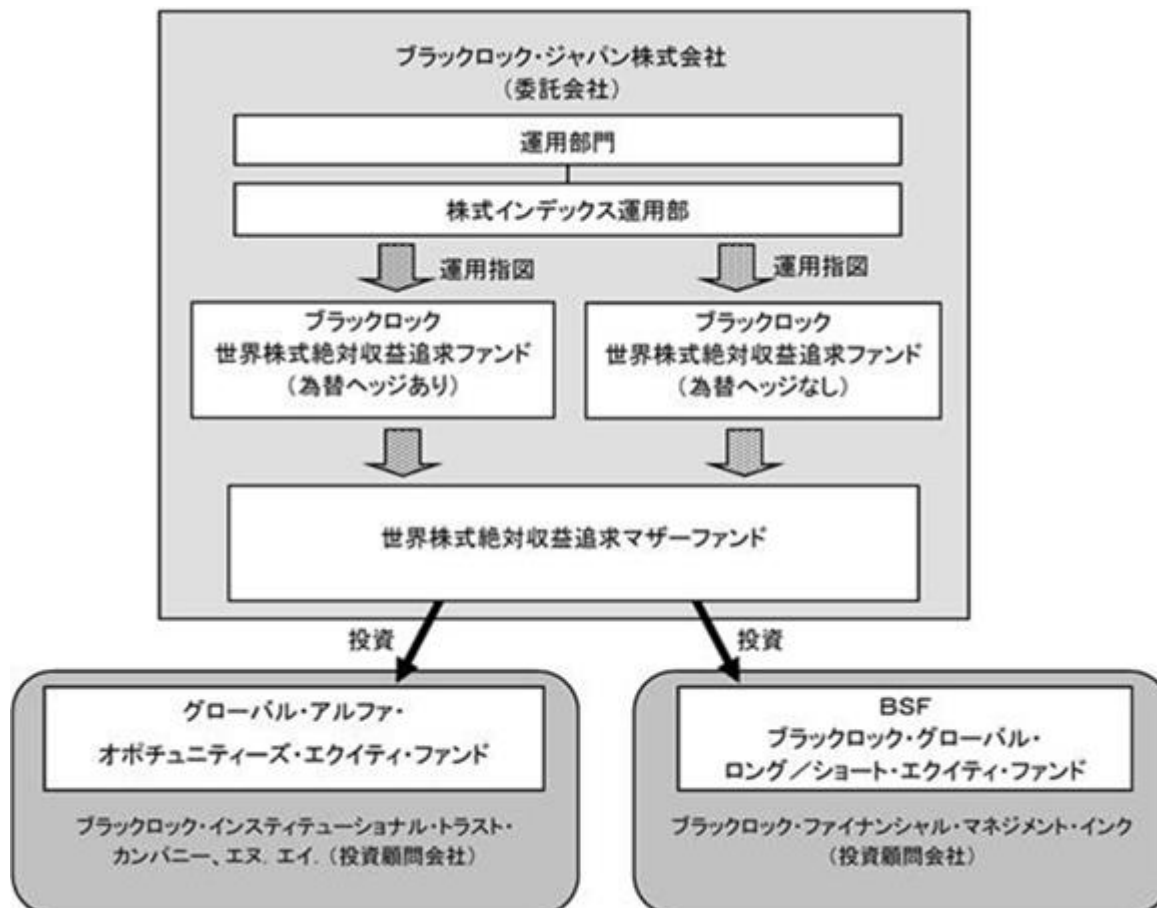 ブラックロック・ジャパン株式会社
（委託会社）
運用部門
株式インデックス運用部
運用指図
運用指図
ブラックロック
世界株式絶対収益追求ファンド
（為替ヘッジあり）
ブラックロック
世界株式絶対収益追求ファンド
（為替ヘッジなし）
世界株式絶対収益追求マザーファンド
投資
投資
グローバル・アルファ・
オポチュニティーズ・エクイティ・ファンド
ブラックロック・インスティテューショナル・トラスト・
カンパニー、エヌ．エイ．（投資顧問会社）
ＢＳＦ
ブラックロック・グローバル・
ロング／ショート・エクイティ・ファンド
ブラックロック・ファイナンシャル・マネジメント・インク
（投資顧問会社）